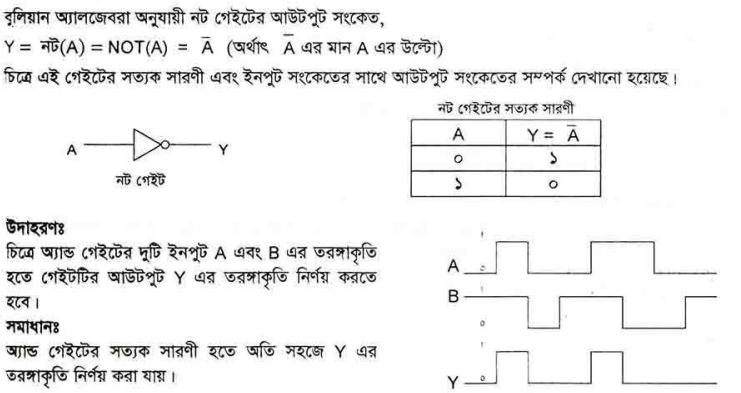 বুলিয়ান অ্যালজেবরা অনুযায়ী নট গেইটের আউটপুট সংকেত,
Y = নট(A) = NOT(A) = A̅ (অর্থাৎ A̅ এর মান A এর উল্টো)
চিত্রে এই গেইটের সত্যক সারণী এবং ইনপুট সংকেতের সাথে আউটপুট সংকেতের সম্পর্ক দেখানো হয়েছে।
নট গেইটের সত্যক সারণী
A Y = A̅
০ ১
১ ০
A Y
নট গেইট
উদাহরণঃ
চিত্রে অ্যান্ড গেইটের দুটি ইনপুট A এবং B এর তরঙ্গাকৃতি
হতে গেইটটির আউটপুট Y এর তরঙ্গাকৃতি নির্ণয় করতে
হবে।
সমাধানঃ
অ্যান্ড গেইটের সত্যক সারণী হতে অতি সহজে Y এর
তরঙ্গাকৃতি নির্ণয় করা যায়।
A
B
Y